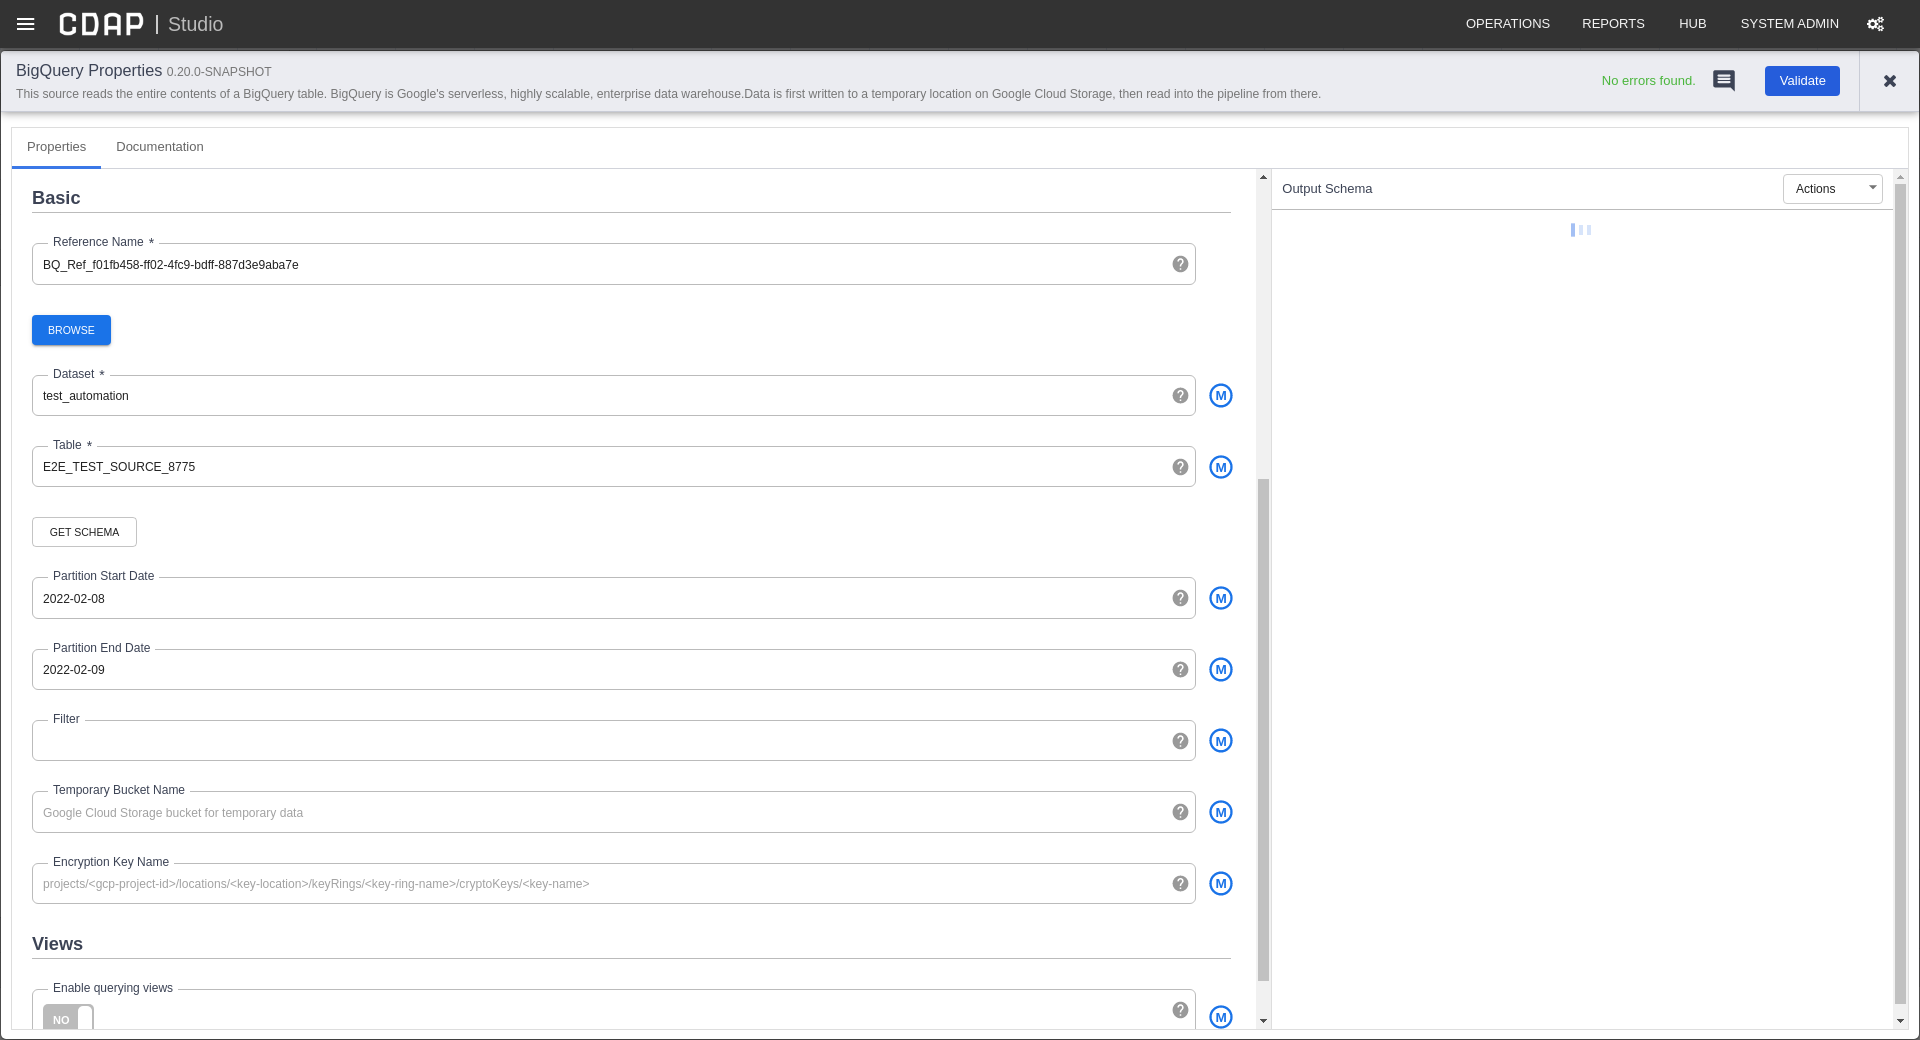 CDAP | Studio
OPERATIONS REPORTS HUB SYSTEM ADMIN
BigQuery Properties 0.20.0-SNAPSHOT
This source reads the entire contents of a BigQuery table. BigQuery is Google's serverless, highly scalable, enterprise data warehouse.Data is first written to a temporary location on Google Cloud Storage, then read into the pipeline from there.
No errors found.
Validate
Properties Documentation
Basic
Reference Name *
BQ_Ref_f01fb458-ff02-4fc9-bdff-887d3e9aba7e
?
BROWSE
Dataset *
test_automation
? M
Table *
E2E_TEST_SOURCE_8775
? M
GET SCHEMA
Partition Start Date
2022-02-08
? M
Partition End Date
2022-02-09
? M
Filter
? M
Temporary Bucket Name
Google Cloud Storage bucket for temporary data
? M
Encryption Key Name
projects/<gcp-project-id>/locations/<key-location>/keyRings/<key-ring-name>/cryptoKeys/<key-name>
? M
Views
Enable querying views
NO
? M
Output Schema
Actions